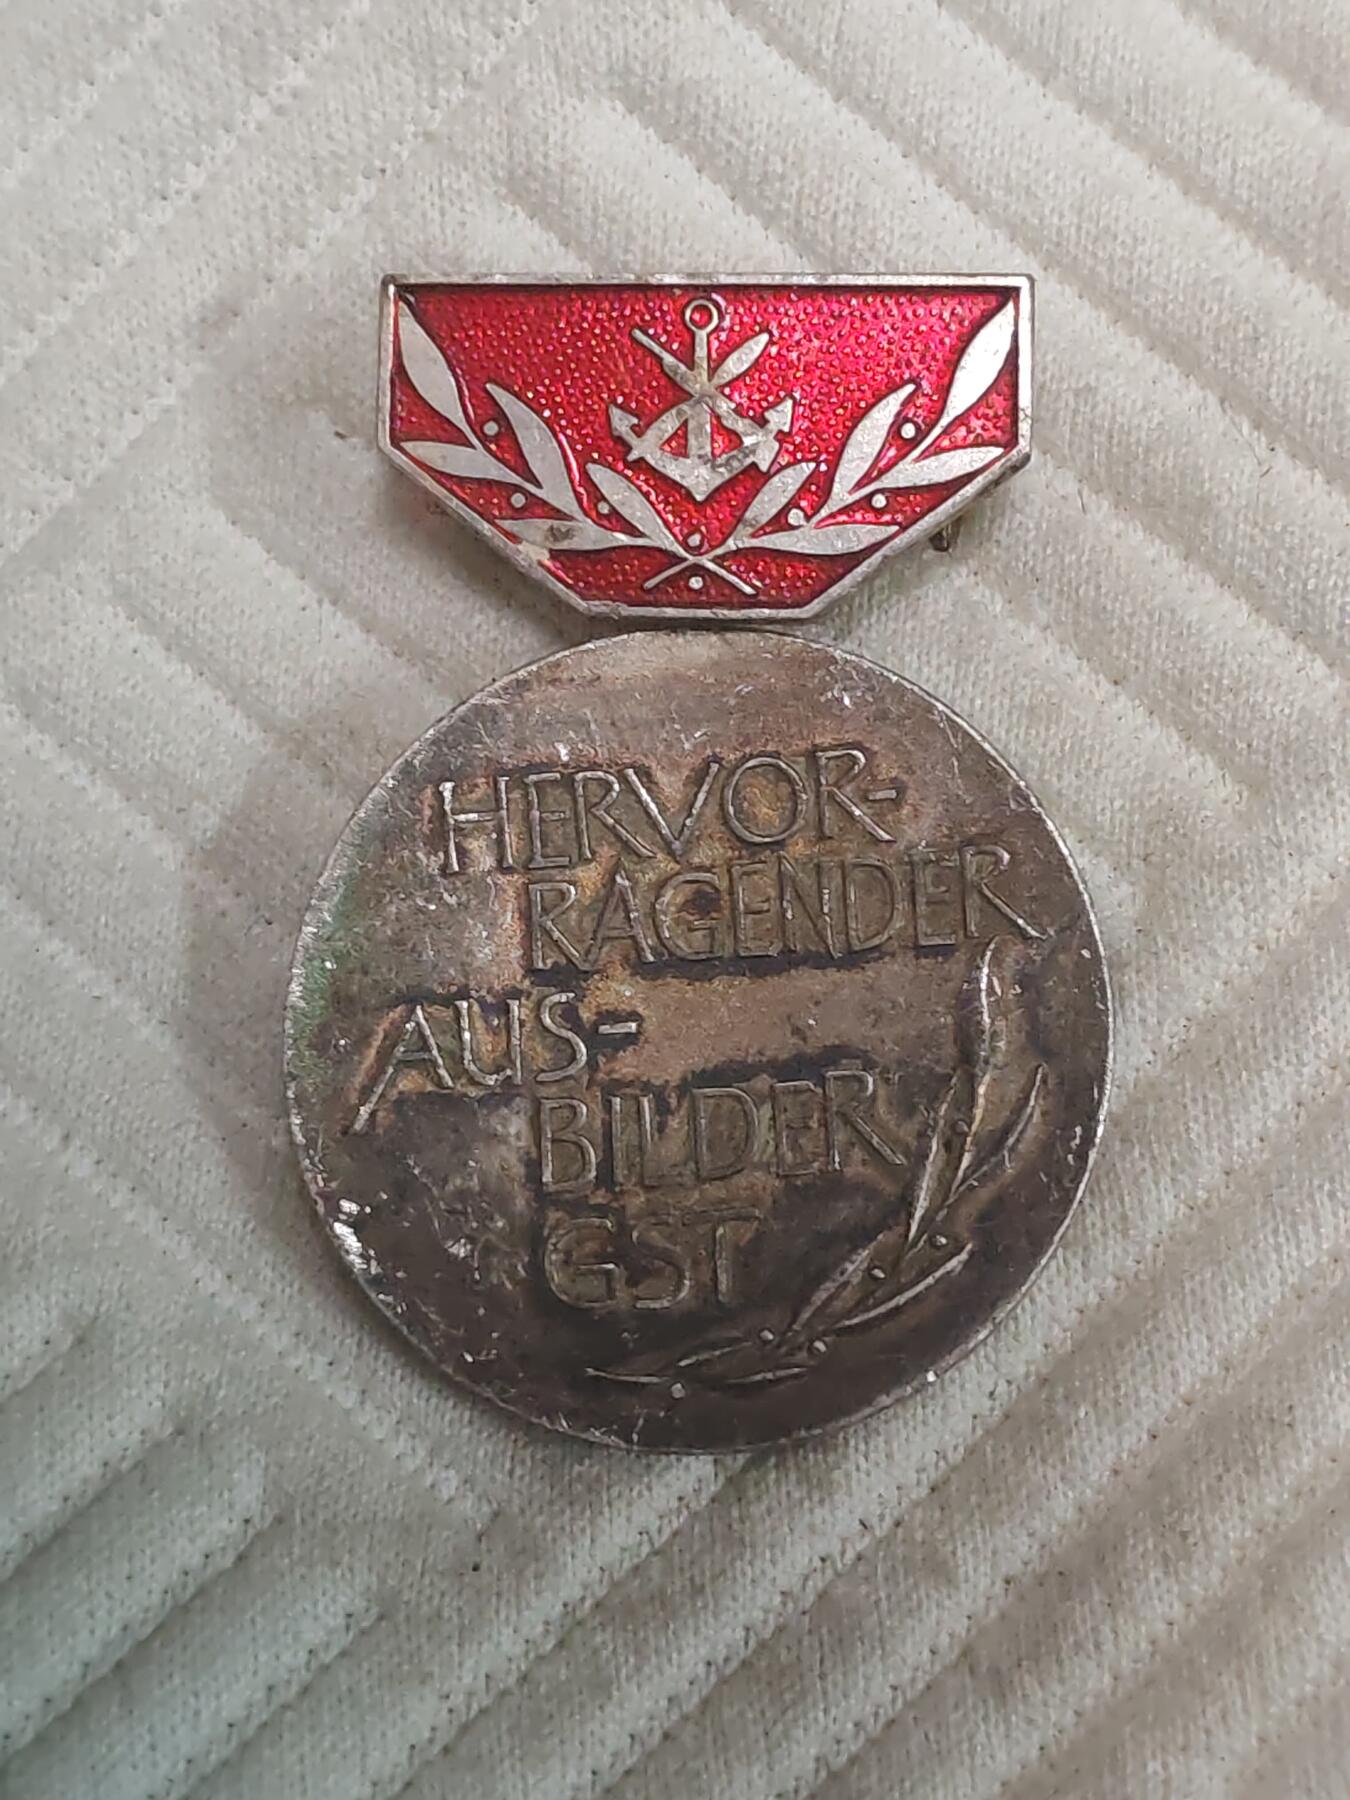 HERVOR-
RAGENDER
AUS-
BILDER
GST